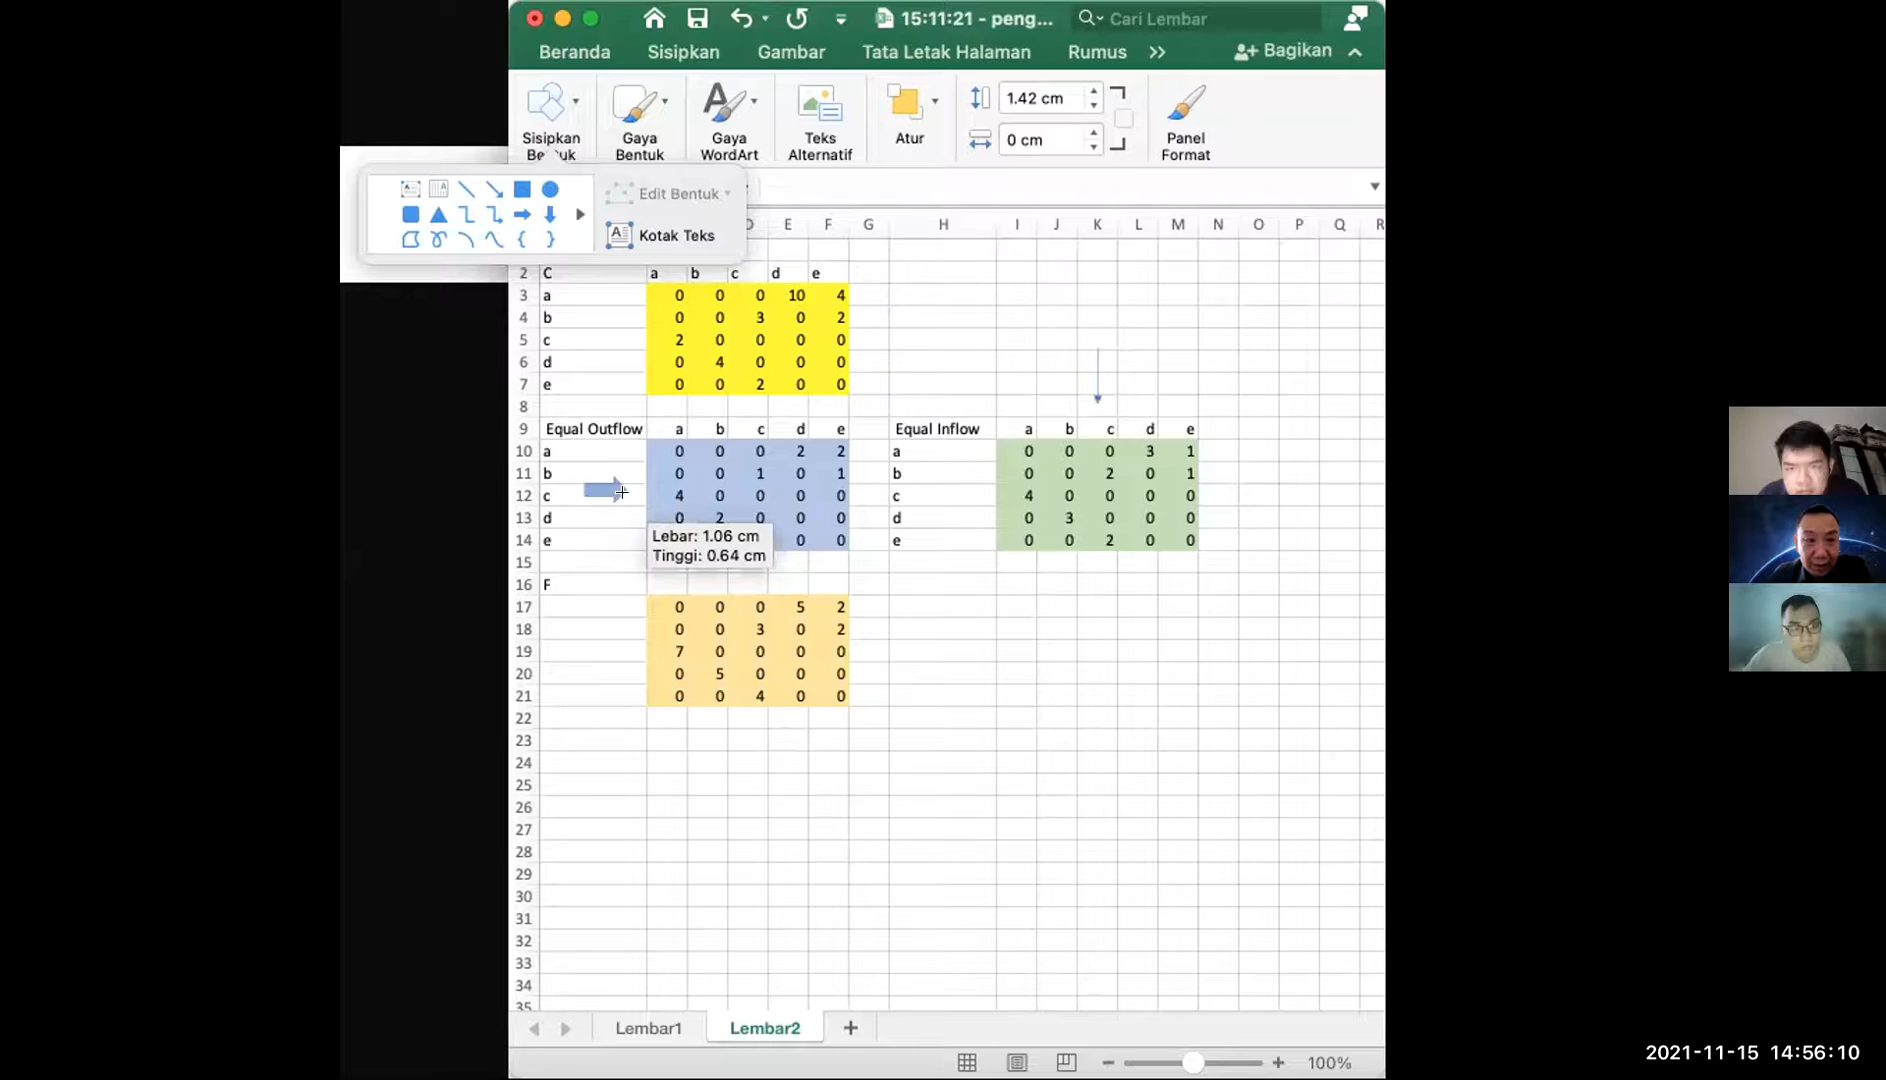 15:11:21 - peng...
Cari Lembar
Beranda Sisipkan Gambar Tata Letak Halaman Rumus >> Bagikan
1.42 cm
0 cm
Sisipkan Bentuk
Gaya Bentuk
Gaya WordArt
Teks Alternatif
Atur
Panel Format
Edit Bentuk
Kotak Teks
D E F G H I J K L M N O P Q R
2 C a b c d e
3 a 0 0 0 10 4
4 b 0 0 3 0 2
5 c 2 0 0 0 0
6 d 0 4 0 0 0
7 e 0 0 2 0 0
8
9 Equal Outflow a b c d e Equal Inflow a b c d e
10 a 0 0 0 2 2 a 0 0 0 3 1
11 b 0 0 1 0 1 b 0 0 2 0 1
12 c 4 0 0 0 0 c 4 0 0 0 0
13 d 0 2 0 0 0 d 0 3 0 0 0
14 e 0 0 e 0 0 2 0 0
Lebar: 1.06 cm
Tinggi: 0.64 cm
15
16 F
17 0 0 0 5 2
18 0 0 3 0 2
19 7 0 0 0 0
20 0 5 0 0 0
21 0 0 4 0 0
22
23
24
25
26
27
28
29
30
31
32
33
34
35
Lembar1 Lembar2 +
100%
2021-11-15 14:56:10